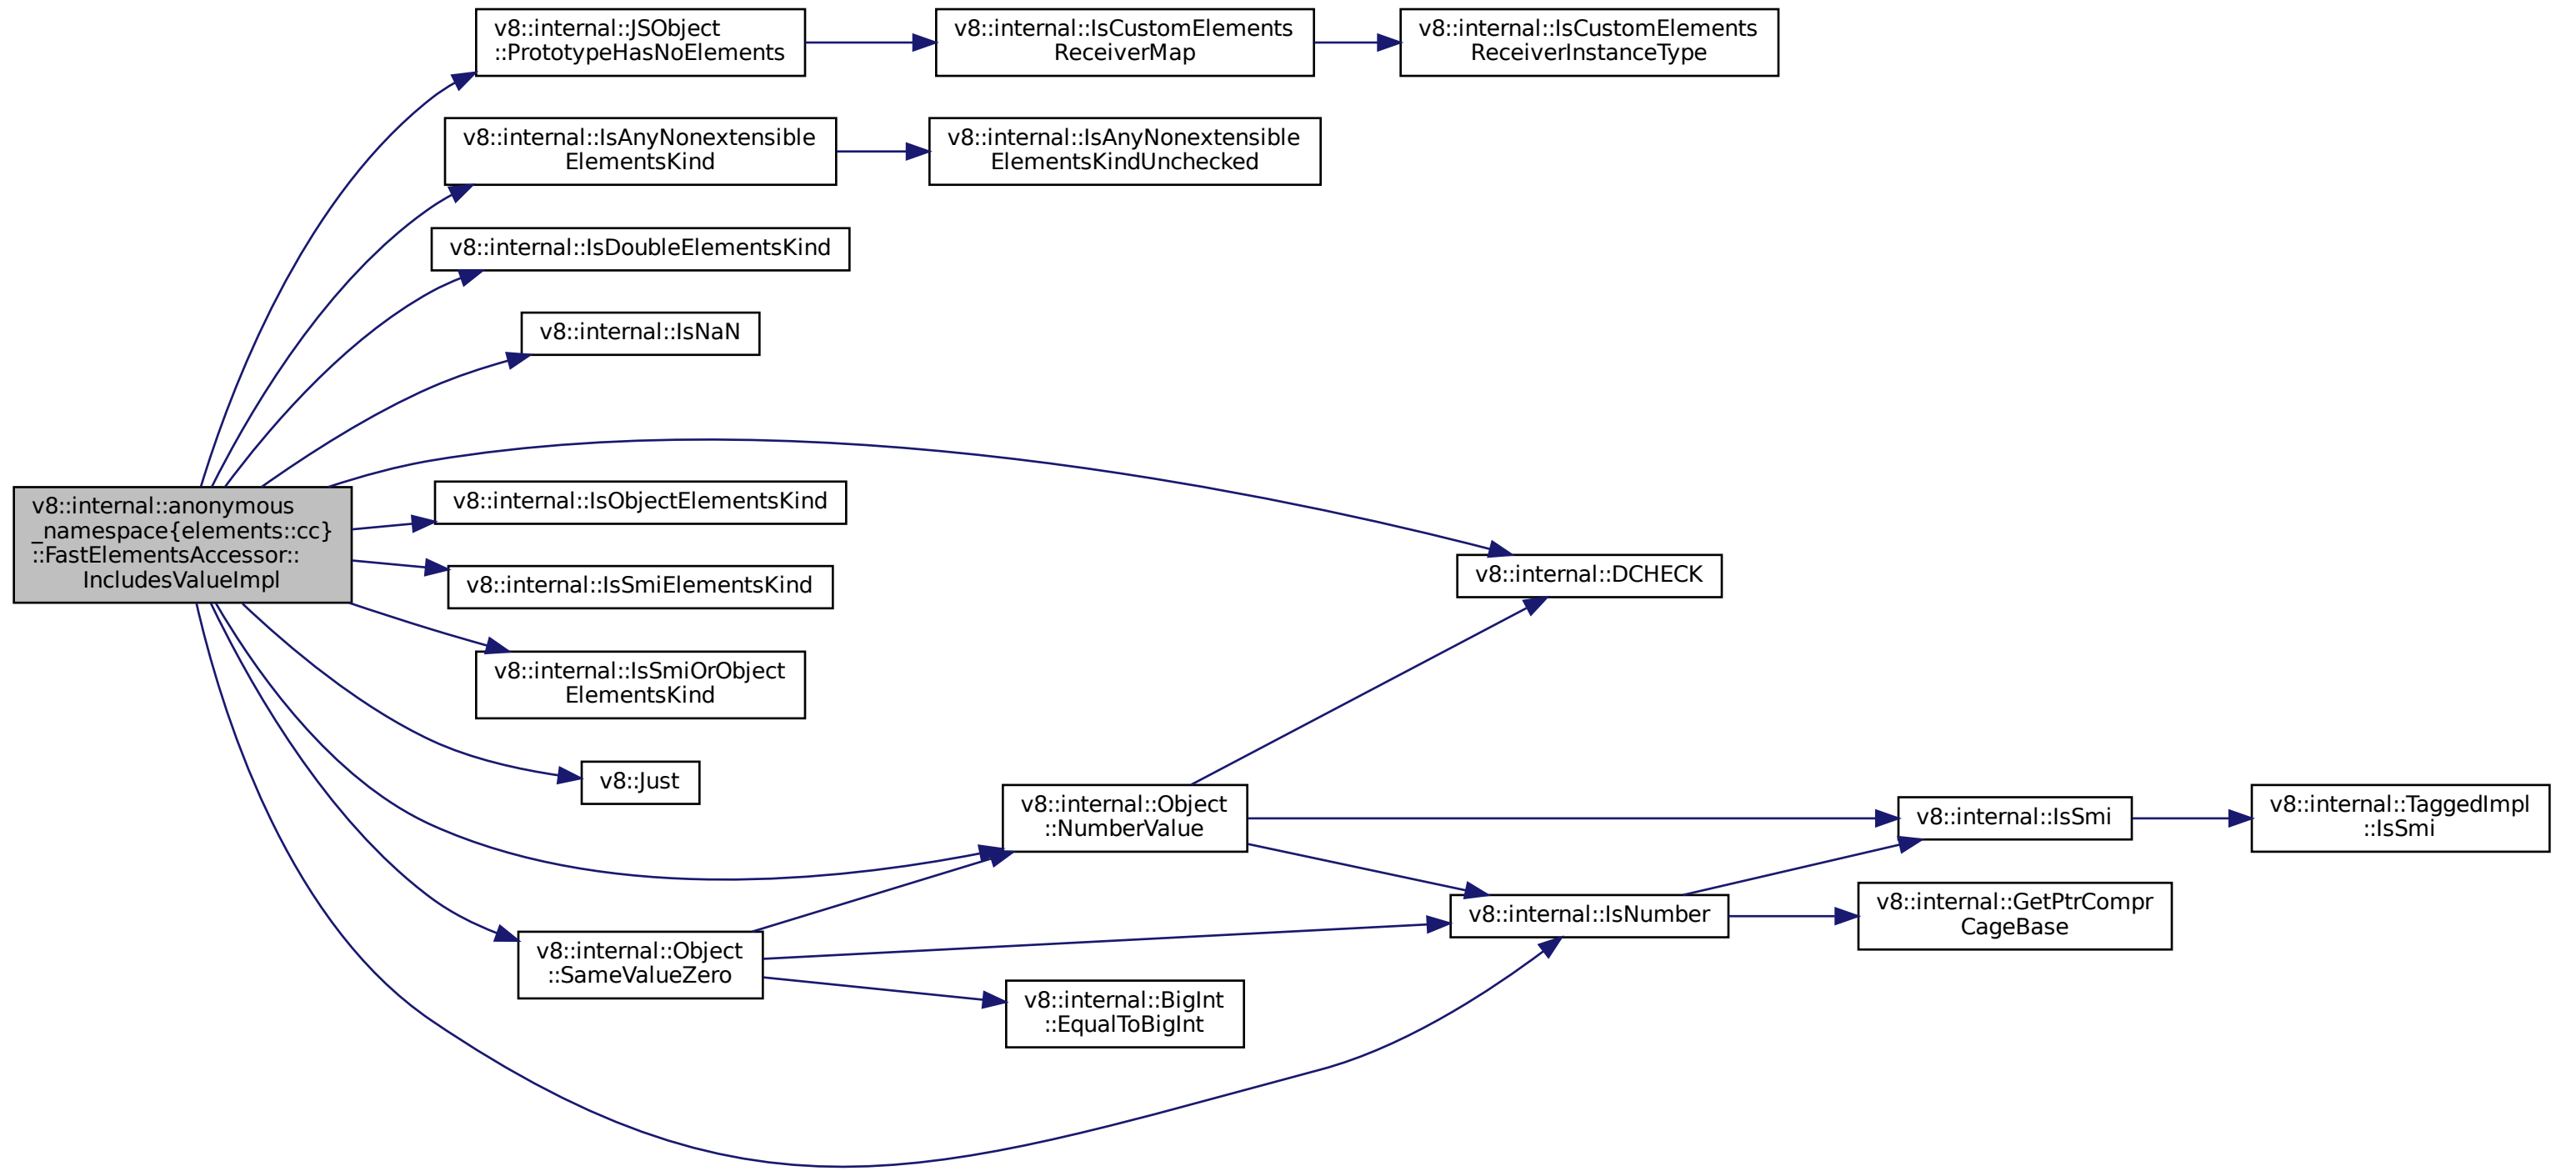 v8::internal::JSObject
::PrototypeHasNoElements
v8::internal::IsCustomElements
ReceiverMap
v8::internal::IsCustomElements
ReceiverInstanceType
v8::internal::IsAnyNonextensible
ElementsKind
v8::internal::IsAnyNonextensible
ElementsKindUnchecked
v8::internal::IsDoubleElementsKind
v8::internal::IsNaN
v8::internal::anonymous
_namespace{elements::cc}
::FastElementsAccessor::
IncludesValueImpl
v8::internal::IsObjectElementsKind
v8::internal::DCHECK
v8::internal::IsSmiElementsKind
v8::internal::IsSmiOrObject
ElementsKind
v8::Just
v8::internal::Object
::NumberValue
v8::internal::IsSmi
v8::internal::TaggedImpl
::IsSmi
v8::internal::IsNumber
v8::internal::GetPtrCompr
CageBase
v8::internal::Object
::SameValueZero
v8::internal::BigInt
::EqualToBigInt